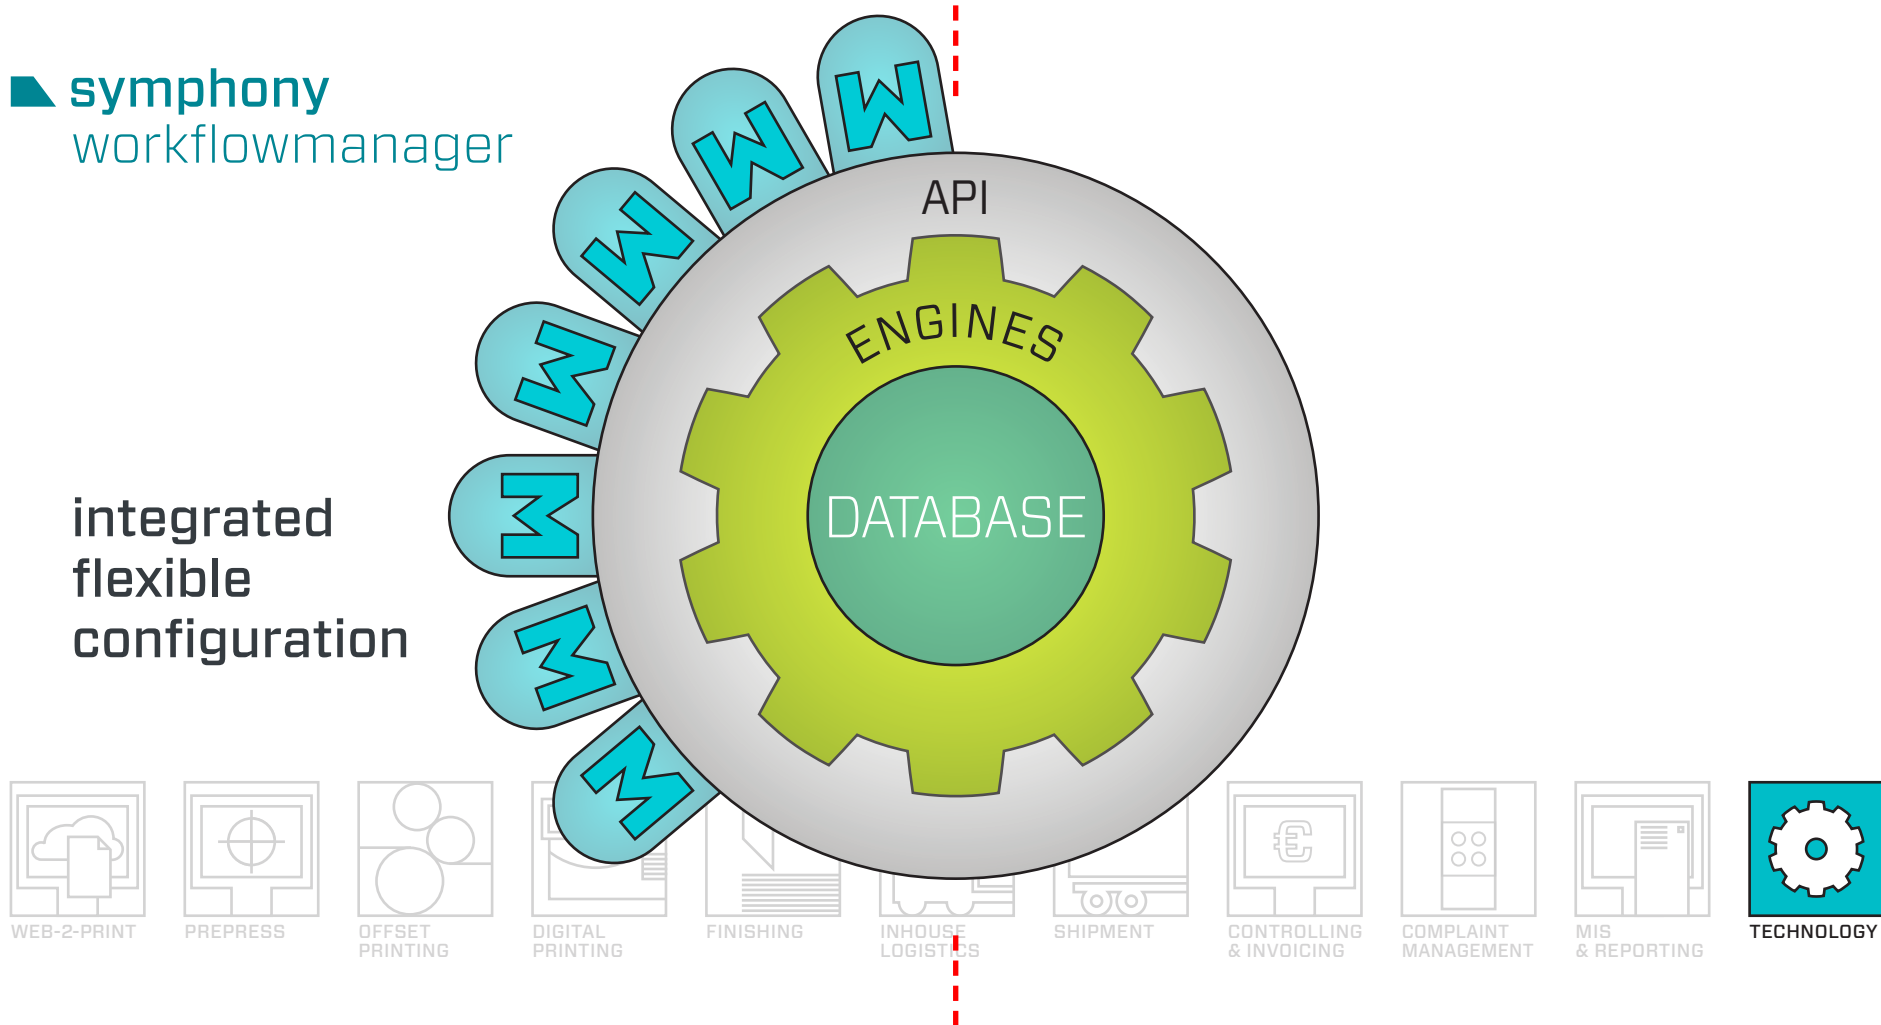 symphony
workflowmanager
M
M
M
M
M
M
M
API
ENGINES
DATABASE
integrated
flexible
configuration
€
WEB-2-PRINT
PREPRESS
OFFSET
PRINTING
DIGITAL
PRINTING
FINISHING
INHOUSE
LOGISTICS
SHIPMENT
CONTROLLING
& INVOICING
COMPLAINT
MANAGEMENT
MIS
& REPORTING
TECHNOLOGY